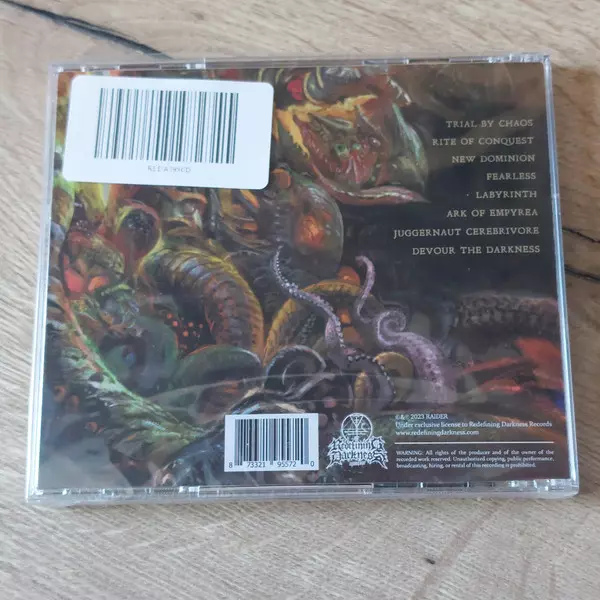 TRIAL BY CHAOS
RITE OF CONQUEST
NEW DOMINION
FEARLESS
LABYRINTH
ARK OF EMPYREA
JUGGERNAUT CEREBRIVORE
DEVOUR THE DARKNESS
8 73321 95572 0
Redefining
Darkness
℗&© 2023 RAIDER
Under exclusive license to Redefining Darkness Records
www.redefiningdarkness.com
WARNING: All rights of the producer and of the owner of the
recorded work reserved. Unauthorized copying, public performance,
broadcasting, hiring, or rental of this recording is prohibited.